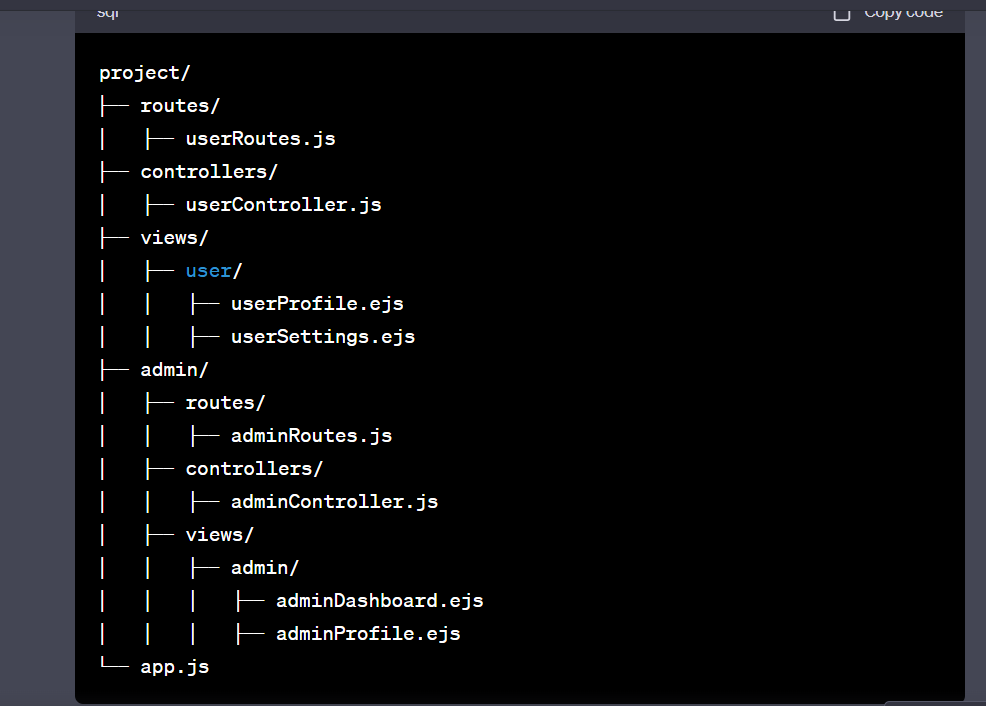 sql Copy code
project/
├── routes/
│   ├── userRoutes.js
├── controllers/
│   ├── userController.js
├── views/
│   ├── user/
│   │   ├── userProfile.ejs
│   │   ├── userSettings.ejs
├── admin/
│   ├── routes/
│   │   ├── adminRoutes.js
│   ├── controllers/
│   │   ├── adminController.js
│   ├── views/
│   │   ├── admin/
│   │   │   ├── adminDashboard.ejs
│   │   │   ├── adminProfile.ejs
└── app.js